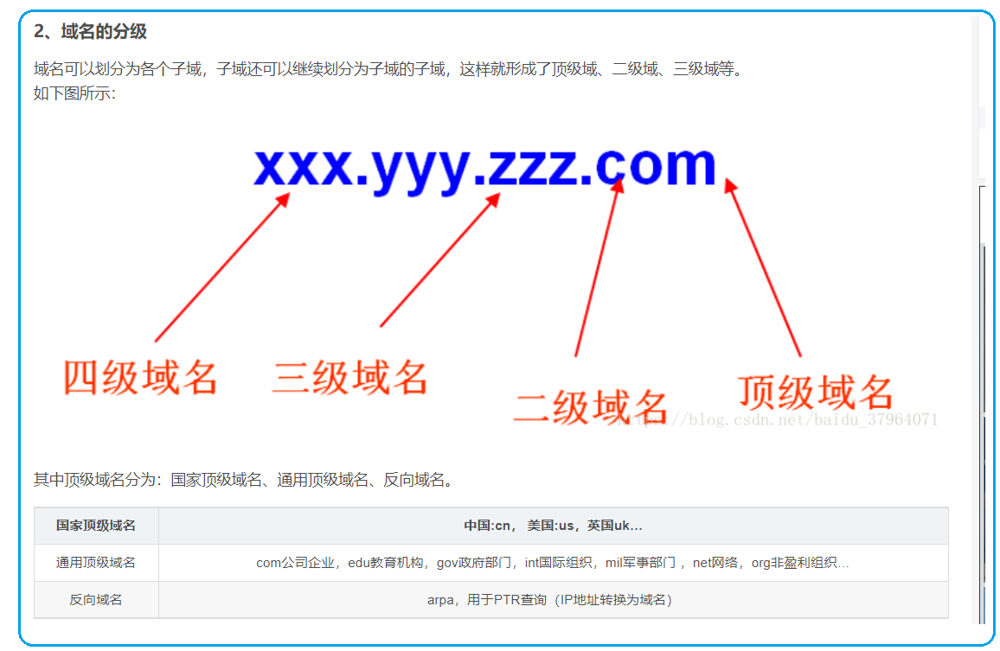 2、域名的分级
域名可以划分为各个子域，子域还可以继续划分为子域的子域，这样就形成了顶级域、二级域、三级域等。
如下图所示：
xxx.yyy.zzz.com
四级域名 三级域名 二级域名 顶级域名
https://blog.csdn.net/baidu_37964071
其中顶级域名分为：国家顶级域名、通用顶级域名、反向域名。
国家顶级域名 中国:cn， 美国:us，英国uk...
通用顶级域名 com公司企业，edu教育机构，gov政府部门，int国际组织，mil军事部门 ，net网络，org非盈利组织...
反向域名 arpa，用于PTR查询（IP地址转换为域名）